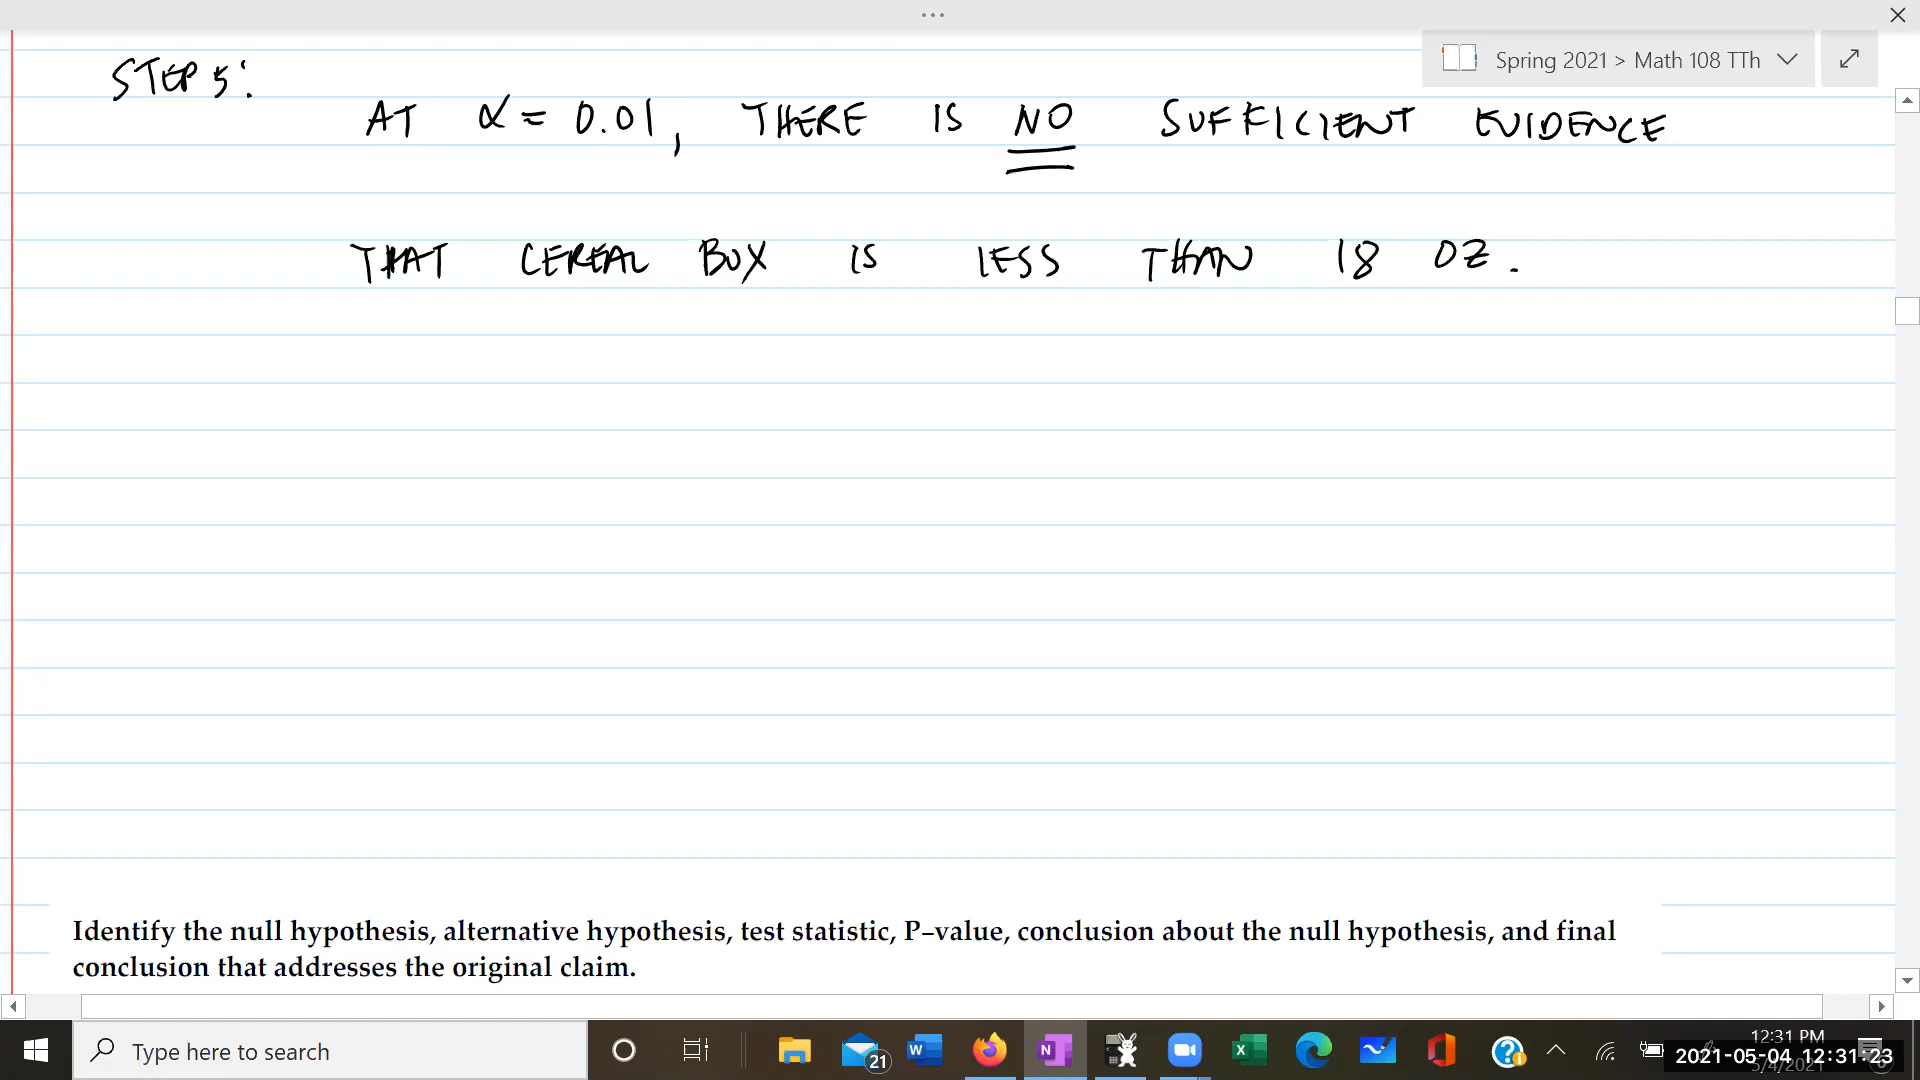 Spring 2021 > Math 108 TTh
STEP 5:
AT α = 0.01, THERE IS NO SUFFICIENT EVIDENCE
THAT CEREAL BOX IS LESS THAN 18 OZ.
Identify the null hypothesis, alternative hypothesis, test statistic, P-value, conclusion about the null hypothesis, and final
conclusion that addresses the original claim.
Type here to search
21
12:31 PM
2021-05-04 12:31:23